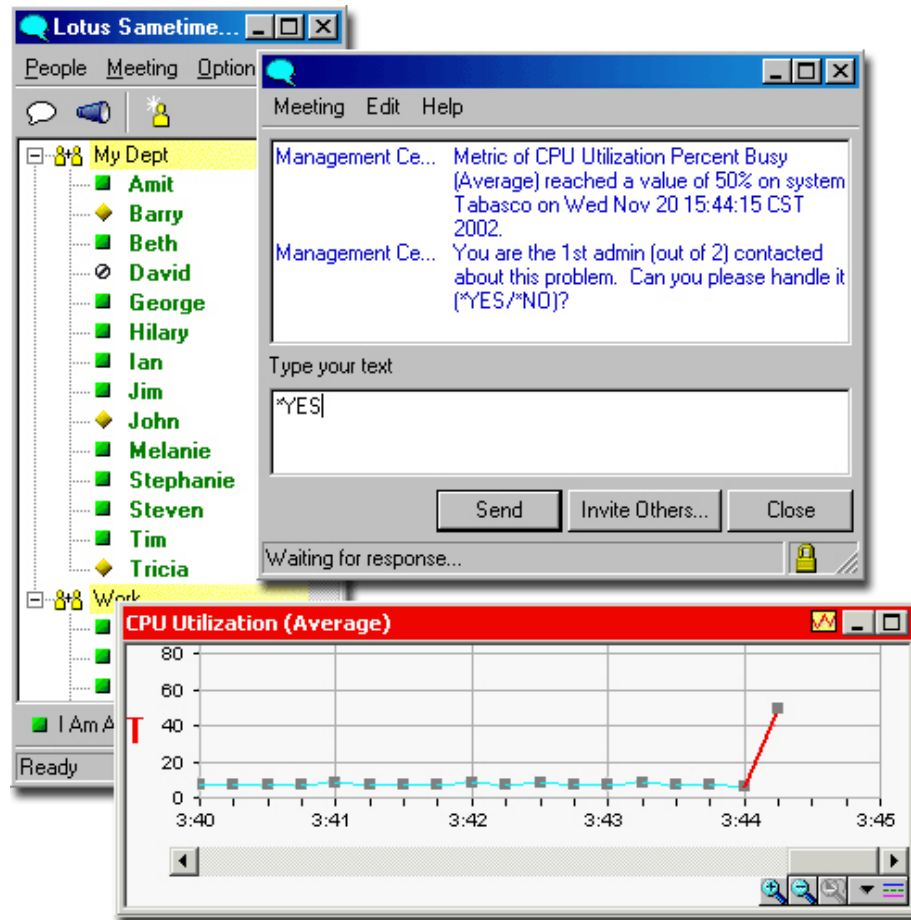 Lotus Sametime...
People Meeting Option
My Dept
Amit
Barry
Beth
David
George
Hilary
Ian
Jim
John
Melanie
Stephanie
Steven
Tim
Tricia
Work
I Am A
Ready
Meeting Edit Help
Management Ce... Metric of CPU Utilization Percent Busy
(Average) reached a value of 50% on system
Tabasco on Wed Nov 20 15:44:15 CST
2002.
Management Ce... You are the 1st admin (out of 2) contacted
about this problem. Can you please handle it
(*YES/*NO)?
Type your text
*YES
Send Invite Others... Close
Waiting for response...
CPU Utilization (Average)
80
60
40
20
0
T
3:40 3:41 3:42 3:43 3:44 3:45